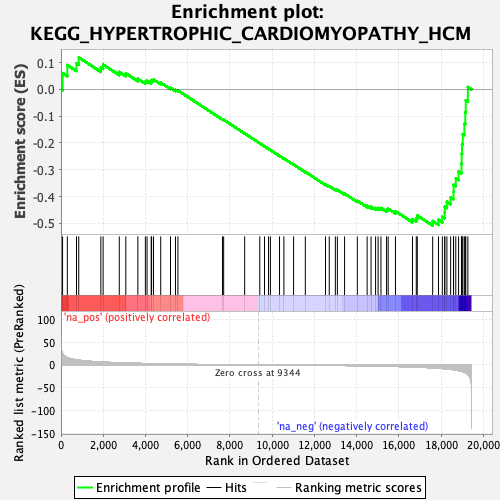 Enrichment plot:
KEGG_HYPERTROPHIC_CARDIOMYOPATHY_HCM
Enrichment score (ES)
0.1
0.0
-0.1
-0.2
-0.3
-0.4
-0.5
'na_pos' (positively correlated)
Ranked list metric (PreRanked)
100
50
0
-50
-100
-150
Zero cross at 9344
'na_neg' (negatively correlated)
0 2,000 4,000 6,000 8,000 10,000 12,000 14,000 16,000 18,000 20,000
Rank in Ordered Dataset
Enrichment profile Hits Ranking metric scores